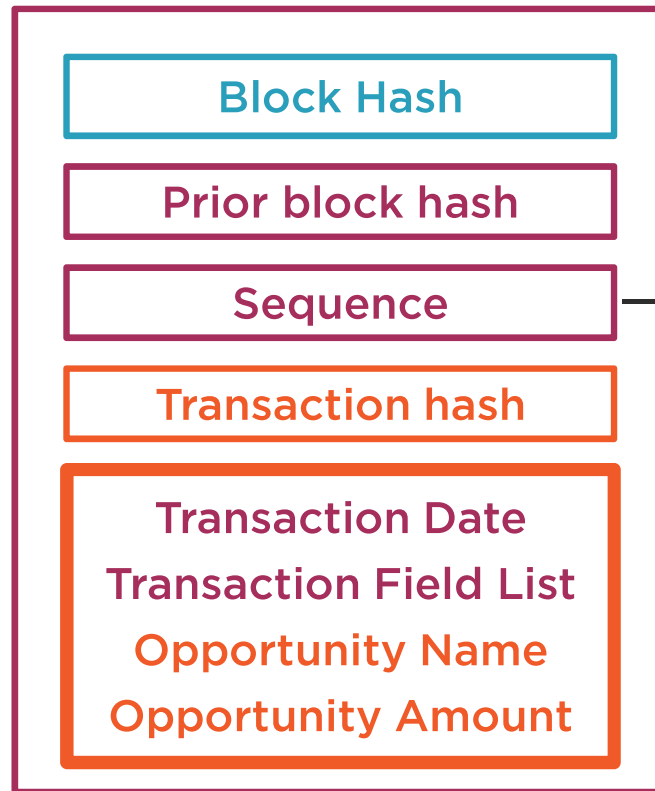 Block Hash
Prior block hash
Sequence
Transaction hash
Transaction Date
Transaction Field List
Opportunity Name
Opportunity Amount